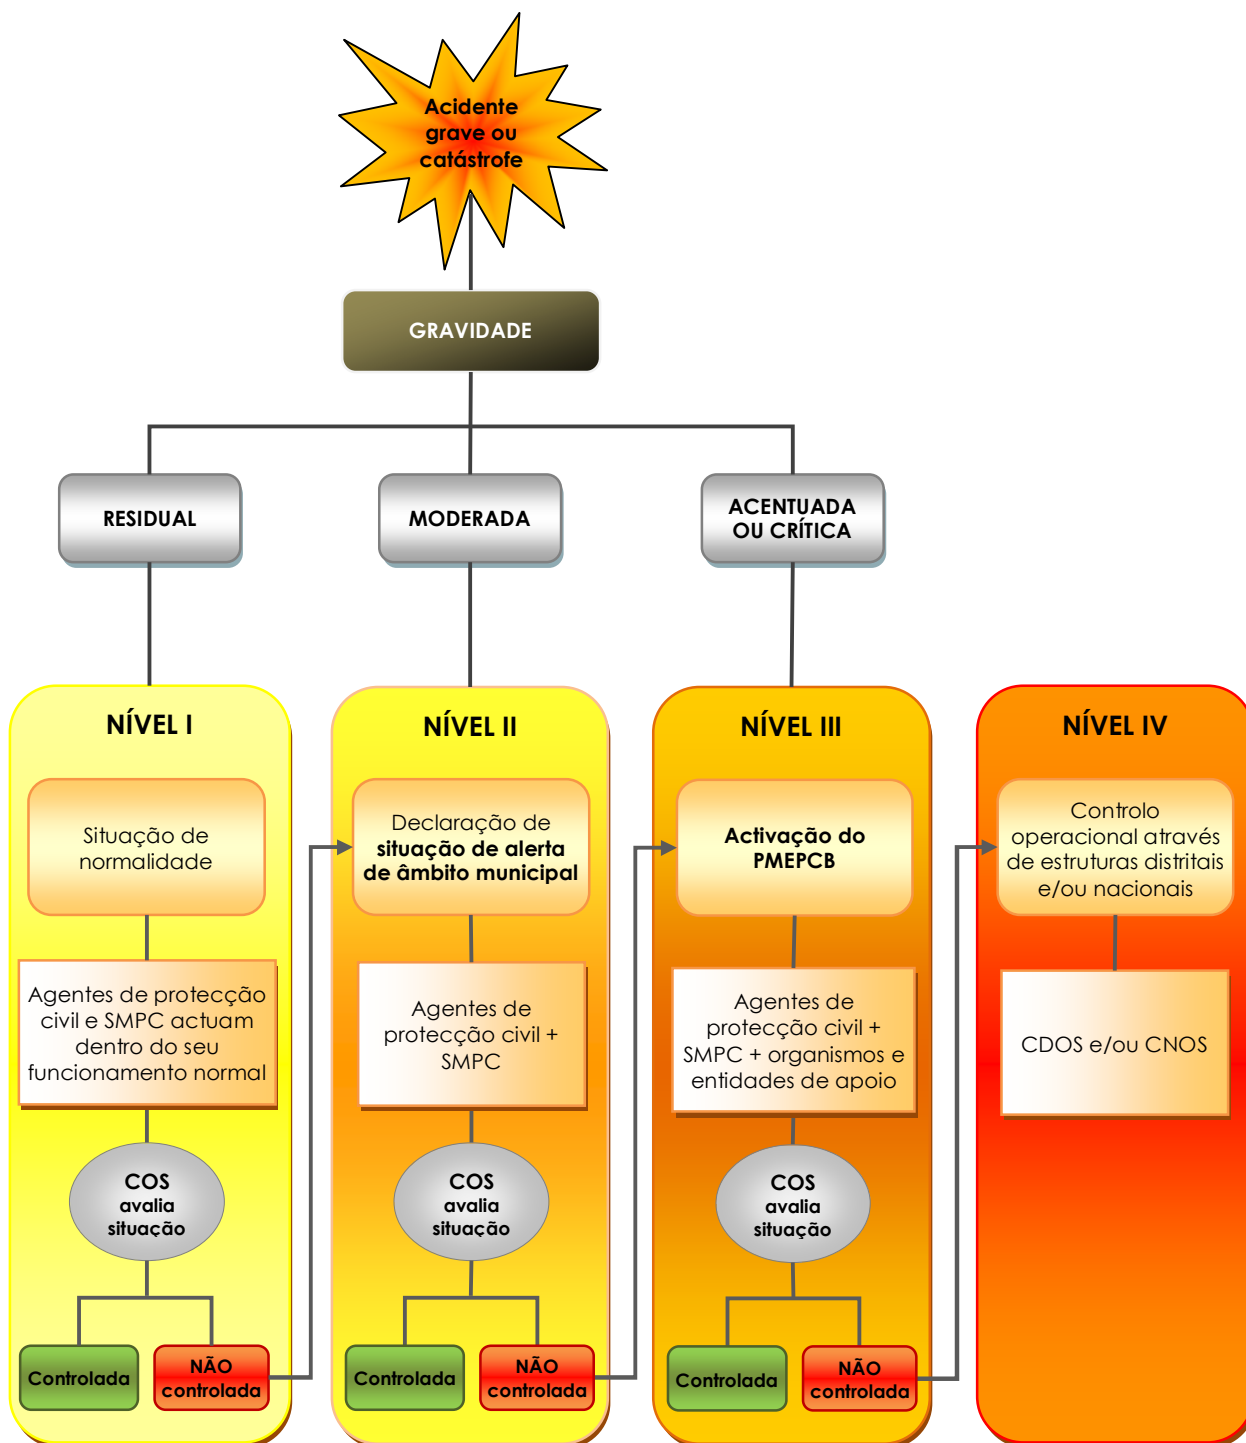 Acidente
grave ou
catástrofe
GRAVIDADE
RESIDUAL
MODERADA
ACENTUADA
OU CRÍTICA
NÍVEL I
Situação de
normalidade
Agentes de protecção
civil e SMPC actuam
dentro do seu
funcionamento normal
COS
avalia
situação
Controlada
NÃO
controlada
NÍVEL II
Declaração de
situação de alerta
de âmbito municipal
Agentes de
protecção civil +
SMPC
COS
avalia
situação
Controlada
NÃO
controlada
NÍVEL III
Activação do
PMEPCB
Agentes de
protecção civil +
SMPC + organismos e
entidades de apoio
COS
avalia
situação
Controlada
NÃO
controlada
NÍVEL IV
Controlo
operacional através
de estruturas distritais
e/ou nacionais
CDOS e/ou CNOS